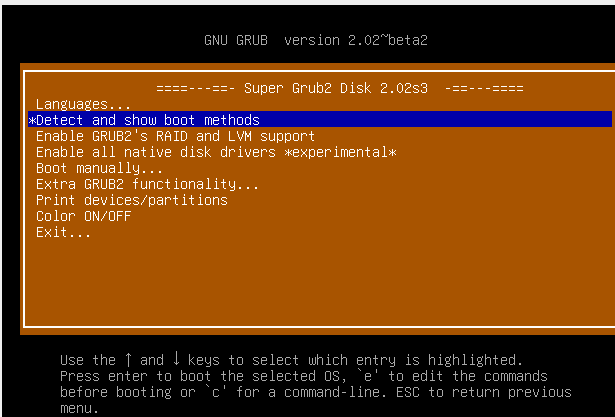 GNU GRUB version 2.02~beta2
====---==- Super Grub2 Disk 2.02s3 -==---====
Languages...
*Detect and show boot methods
Enable GRUB2's RAID and LVM support
Enable all native disk drivers *experimental*
Boot manually...
Extra GRUB2 functionality...
Print devices/partitions
Color ON/OFF
Exit...
Use the ↑ and ↓ keys to select which entry is highlighted.
Press enter to boot the selected OS, `e' to edit the commands
before booting or `c' for a command-line. ESC to return previous
menu.